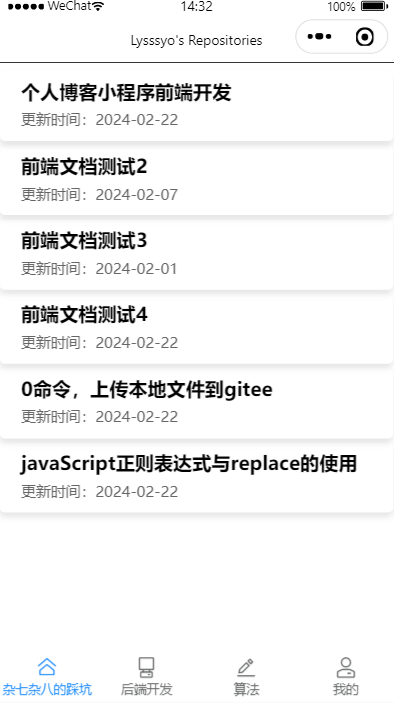 WeChat 14:32 100%
Lysssyo's Repositories
个人博客小程序前端开发
更新时间：2024-02-22
前端文档测试2
更新时间：2024-02-07
前端文档测试3
更新时间：2024-02-01
前端文档测试4
更新时间：2024-02-22
0命令，上传本地文件到gitee
更新时间：2024-02-22
javaScript正则表达式与replace的使用
更新时间：2024-02-22
杂七杂八的踩坑 后端开发 算法 我的